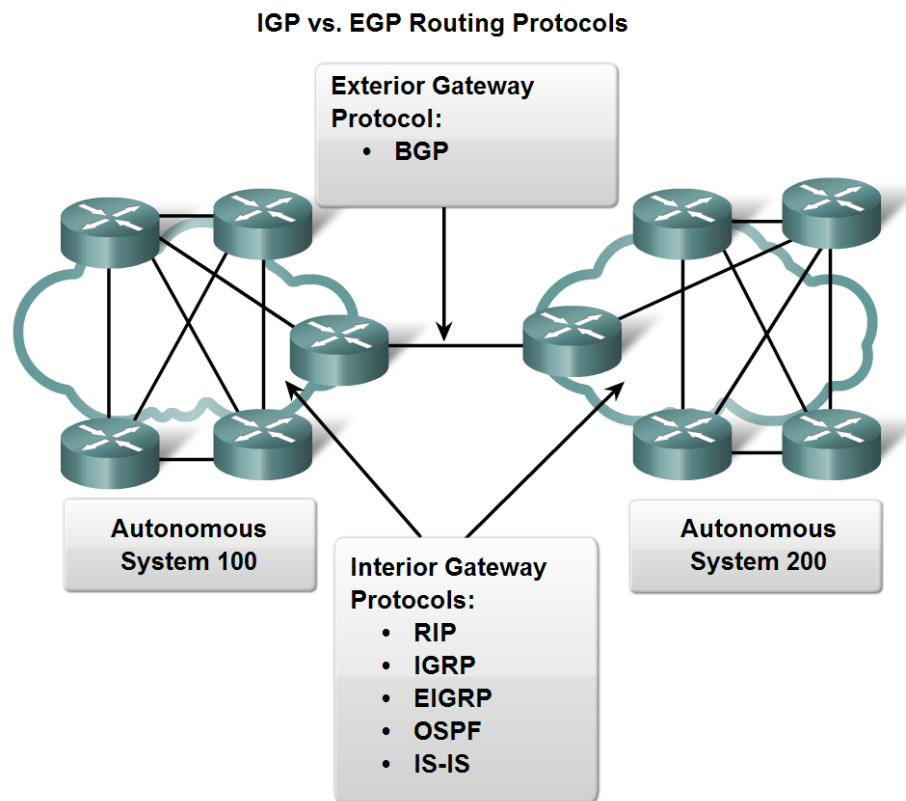 IGP vs. EGP Routing Protocols
Exterior Gateway
Protocol:
• BGP
Autonomous
System 100
Autonomous
System 200
Interior Gateway
Protocols:
• RIP
• IGRP
• EIGRP
• OSPF
• IS-IS